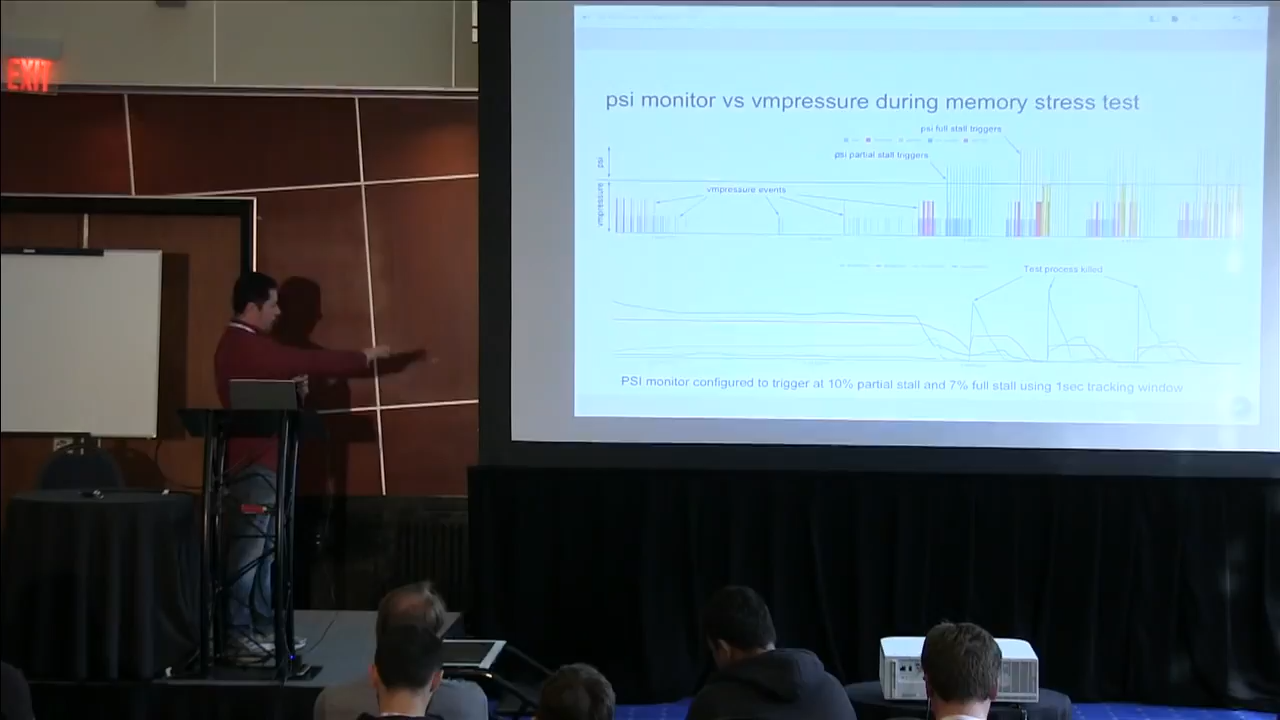 EXIT
psi monitor vs vmpressure during memory stress test
psi full stall triggers
psi partial stall triggers
psi
vmpressure events
vmpressure
Test process killed
PSI monitor configured to trigger at 10% partial stall and 7% full stall using 1sec tracking window